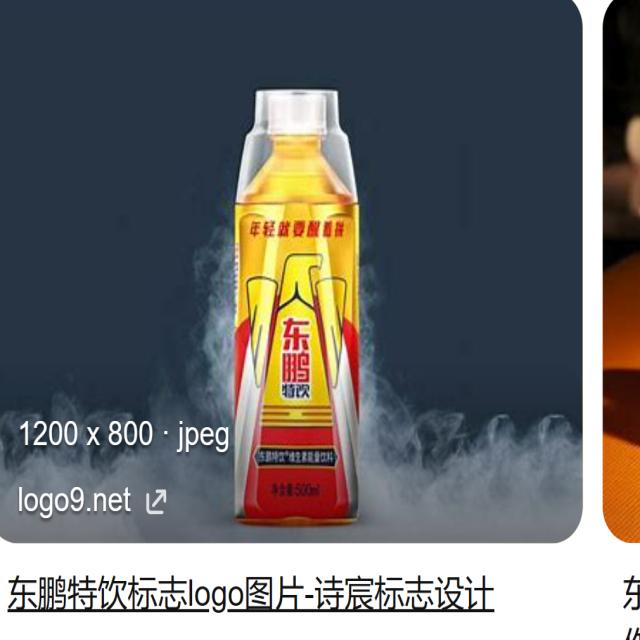 年轻就要醒着拼
东鹏
特饮
东鹏特饮®维生素能量饮料
净含量:500ml
1200 x 800 · jpeg
logo9.net
东鹏特饮标志logo图片-诗宸标志设计
东